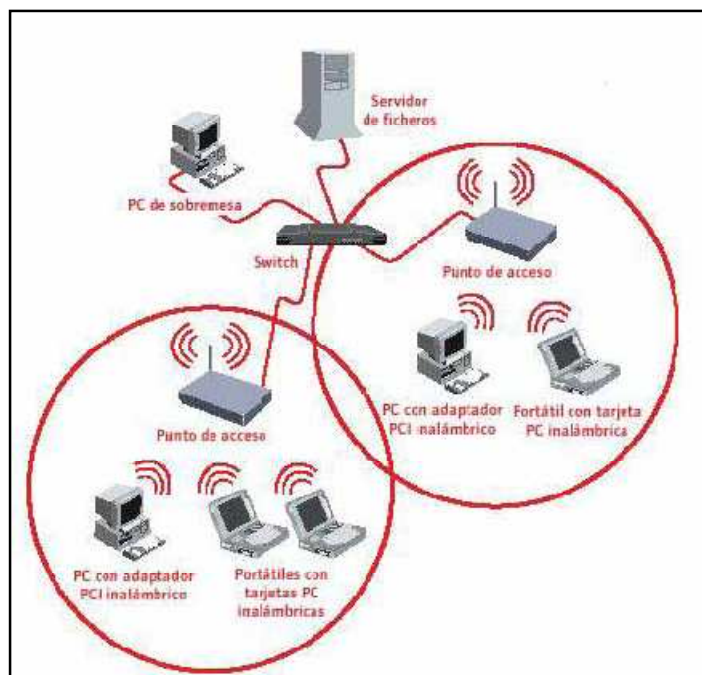 Servidor
de ficheros
PC de sobremesa
Switch
Punto de acceso
PC con adaptador
PCI inalámbrico
Portátil con tarjeta
PC inalámbrica
Punto de acceso
PC con adaptador
PCI inalámbrico
Portátiles con
tarjetas PC
inalámbricas